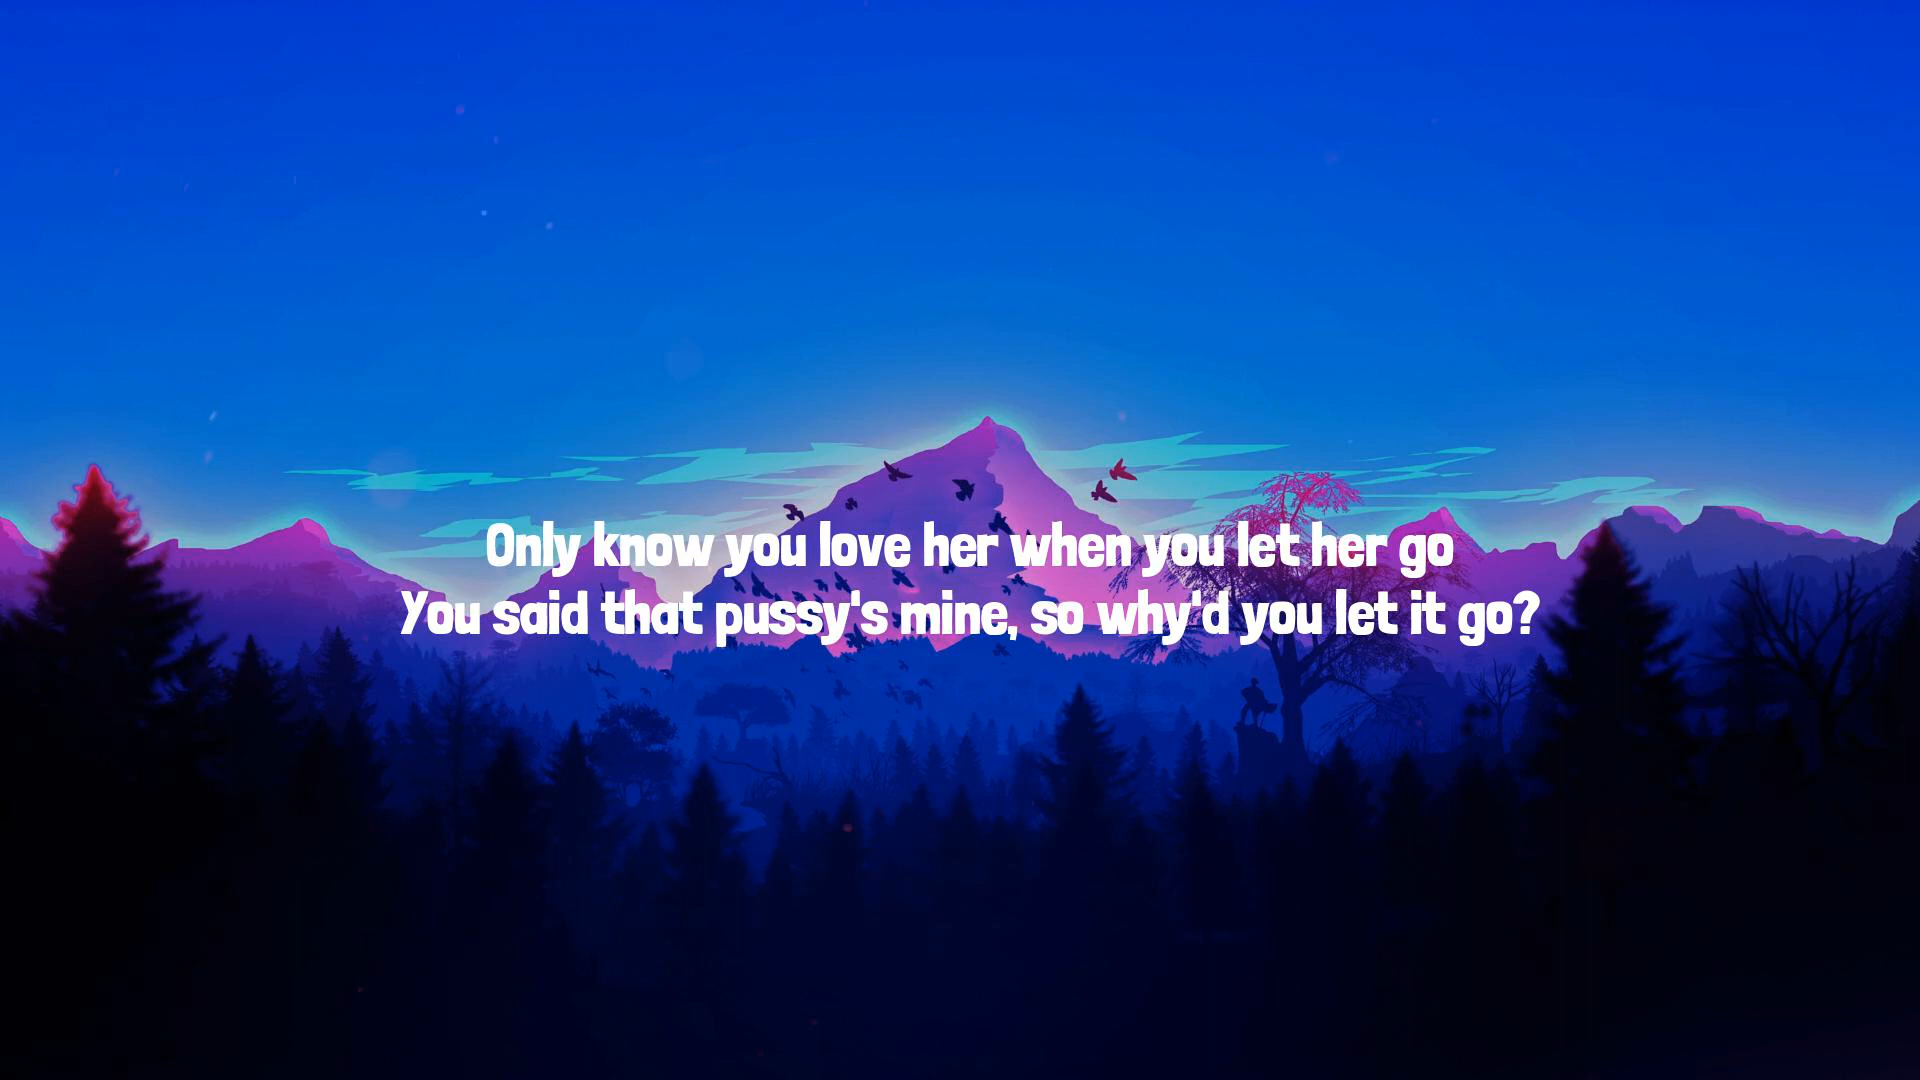 Only know you love her when you let her go
You said that pussy's mine, so why'd you let it go?